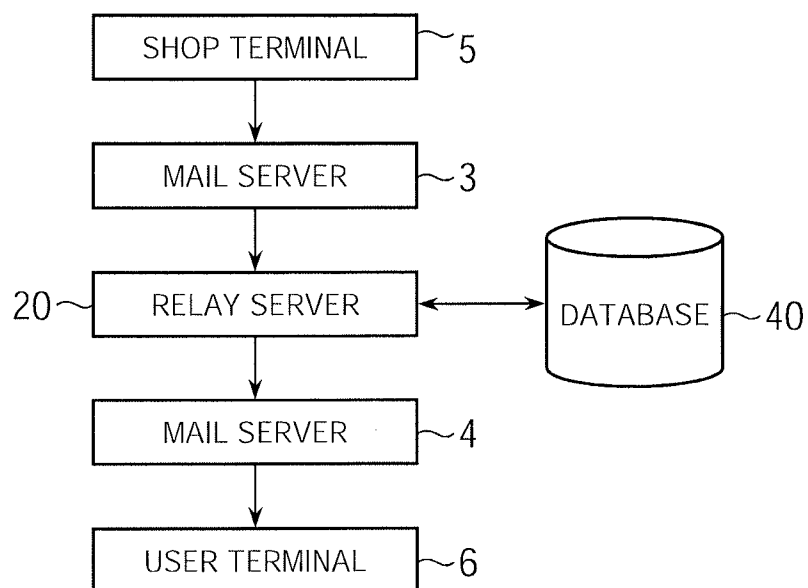 SHOP TERMINAL 5
MAIL SERVER 3
20 RELAY SERVER
DATABASE 40
MAIL SERVER 4
USER TERMINAL 6